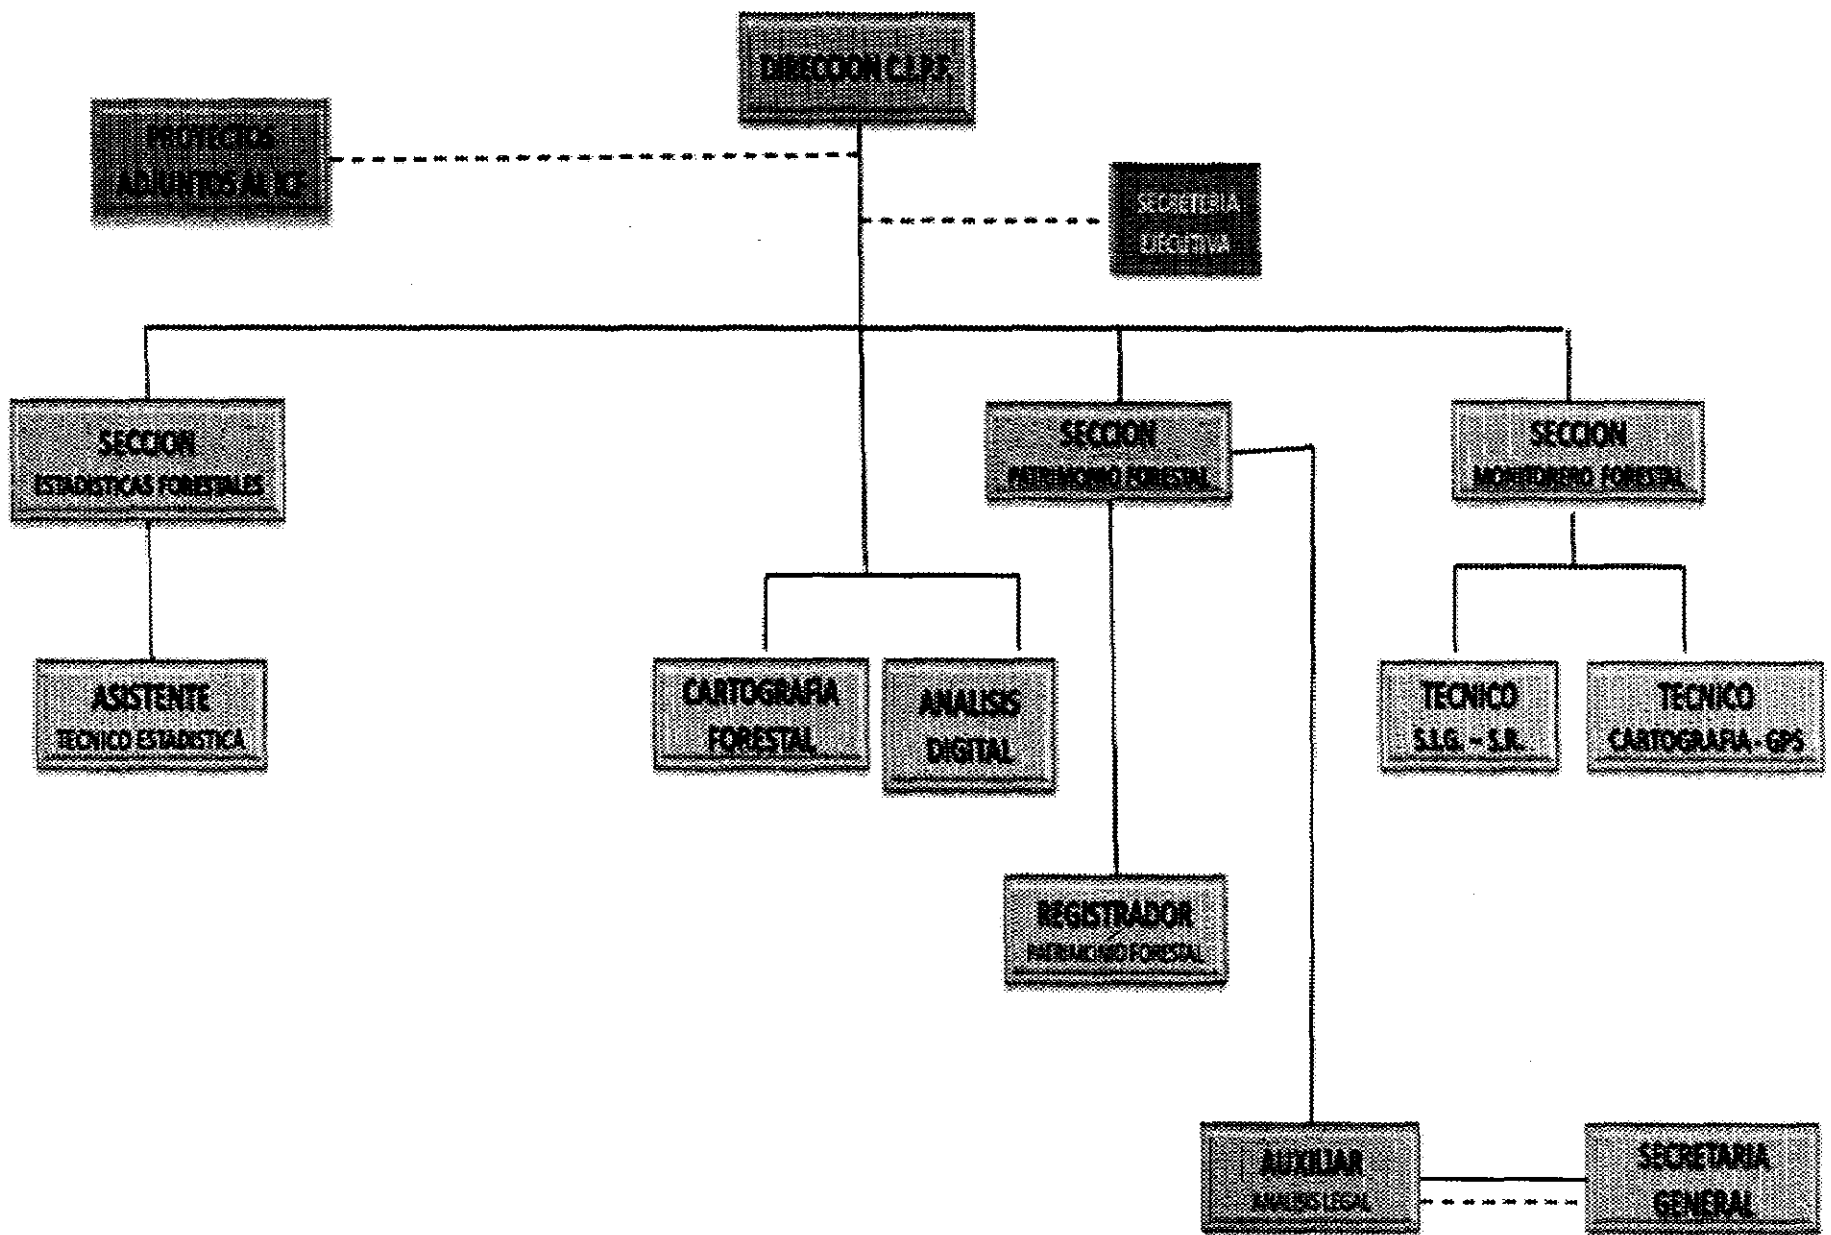 DIRECCION C.I.P.F.
PROYECTOS
ADJUNTOS AL ICF
SECRETERIA
EJECUTIVA
SECCION
ESTADISTICAS FORESTALES
SECCION
PATRIMONIO FORESTAL
SECCION
MONITOREO FORESTAL
ASISTENTE
TECNICO ESTADISTICA
CARTOGRAFIA
FORESTAL
ANALISIS
DIGITAL
TECNICO
S.I.G. – S.R.
TECNICO
CARTOGRAFIA - GPS
REGISTRADOR
PATRIMONIO FORESTAL
AUXILIAR
ANALISIS LEGAL
SECRETARIA
GENERAL